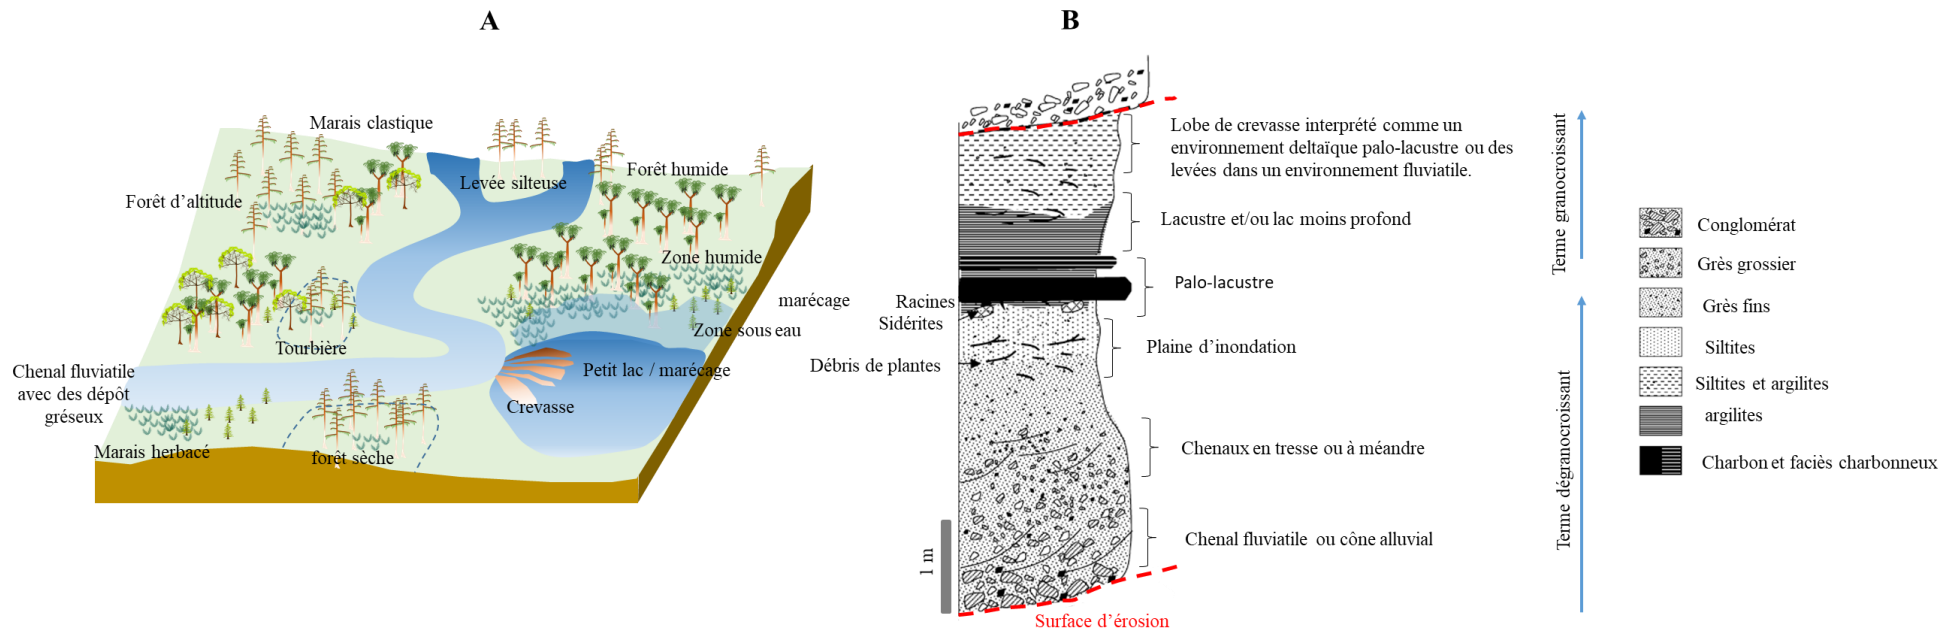 A
Marais clastique
Levée silteuse
Forêt humide
Forêt d'altitude
Zone humide
marécage
Zone sous eau
Tourbière
Petit lac / marécage
Chenal fluviatile
avec des dépôt
gréseux
Crevasse
Marais herbacé
forêt sèche
B
Lobe de crevasse interprété comme un
environnement deltaïque palo-lacustre ou des
levées dans un environnement fluviatile.
Lacustre et/ou lac moins profond
Palo-lacustre
Racines
Sidérites
Plaine d'inondation
Débris de plantes
Chenaux en tresse ou à méandre
Chenal fluviatile ou cône alluvial
1 m
Surface d'érosion
Terme granocroissant
Terme dégranocroissant
Conglomérat
Grès grossier
Grès fins
Siltites
Siltites et argilites
argilites
Charbon et faciès charbonneux